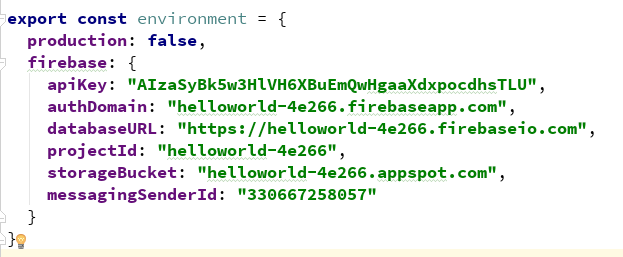 export const environment = {
  production: false,
  firebase: {
    apiKey: "AIzaSyBk5w3HlVH6XBuEmQwHgaaXdxpocdhsTLU",
    authDomain: "helloworld-4e266.firebaseapp.com",
    databaseURL: "https://helloworld-4e266.firebaseio.com",
    projectId: "helloworld-4e266",
    storageBucket: "helloworld-4e266.appspot.com",
    messagingSenderId: "330667258057"
  }
}